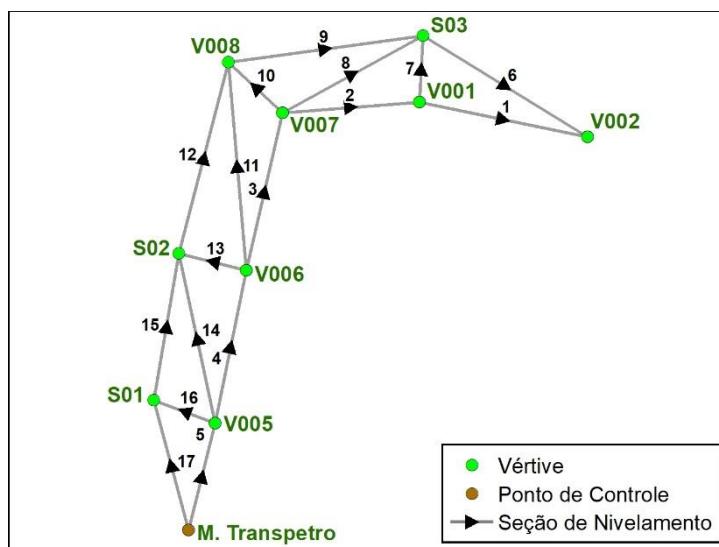 S03
9
V008
8
7
6
10
V001
2
1
V007
V002
12
11
3
S02
13
V006
15
14
4
S01
16
V005
5
17
M. Transpetro
Vértive
Ponto de Controle
Seção de Nivelamento